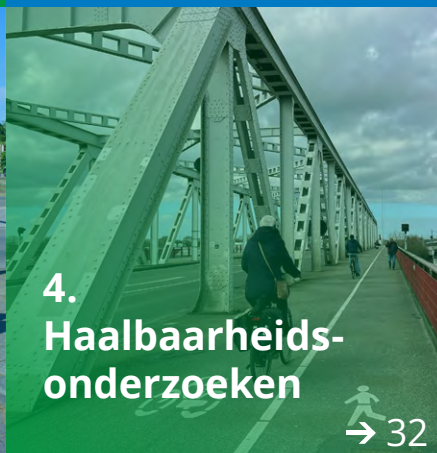 4.
Haalbaarheids-
onderzoeken
→ 32